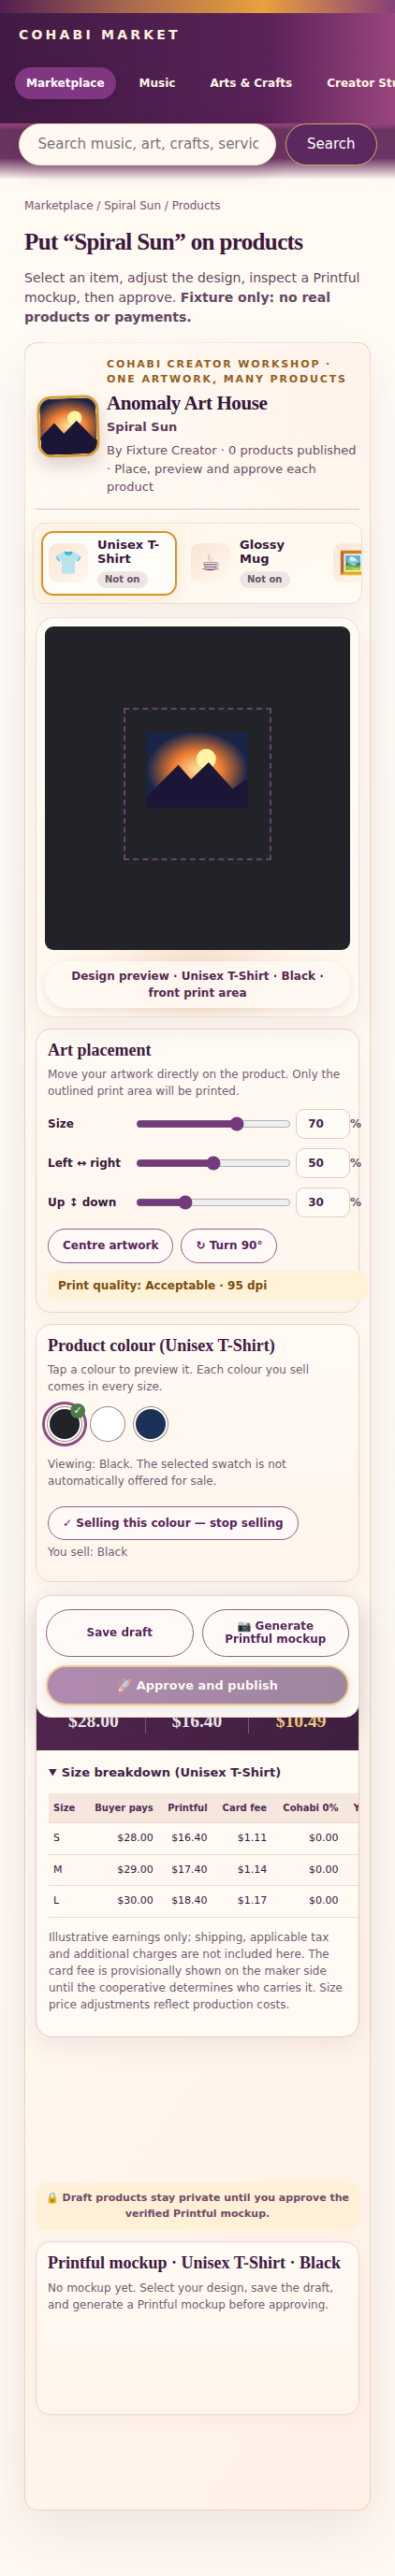 COHABI MARKET
Marketplace Music Arts & Crafts Creator Stu
Search music, art, crafts, servic Search
Marketplace / Spiral Sun / Products
Put “Spiral Sun” on products
Select an item, adjust the design, inspect a Printful
mockup, then approve. Fixture only: no real
products or payments.
COHABI CREATOR WORKSHOP ·
ONE ARTWORK, MANY PRODUCTS
Anomaly Art House
Spiral Sun
By Fixture Creator · 0 products published
· Place, preview and approve each
product
Unisex T-
Shirt
Not on
Glossy
Mug
Not on
Design preview · Unisex T-Shirt · Black ·
front print area
Art placement
Move your artwork directly on the product. Only the
outlined print area will be printed.
Size 70 %
Left ↔ right 50 %
Up ↕ down 30 %
Centre artwork ↻ Turn 90°
Print quality: Acceptable · 95 dpi
Product colour (Unisex T-Shirt)
Tap a colour to preview it. Each colour you sell
comes in every size.
✓
Viewing: Black. The selected swatch is not
automatically offered for sale.
✓ Selling this colour — stop selling
You sell: Black
Save draft
📷 Generate
Printful mockup
🚀 Approve and publish
$28.00 $16.40 $10.49
▼ Size breakdown (Unisex T-Shirt)
Size Buyer pays Printful Card fee Cohabi 0% Y
S $28.00 $16.40 $1.11 $0.00
M $29.00 $17.40 $1.14 $0.00
L $30.00 $18.40 $1.17 $0.00
Illustrative earnings only; shipping, applicable tax
and additional charges are not included here. The
card fee is provisionally shown on the maker side
until the cooperative determines who carries it. Size
price adjustments reflect production costs.
🔒 Draft products stay private until you approve the
verified Printful mockup.
Printful mockup · Unisex T-Shirt · Black
No mockup yet. Select your design, save the draft,
and generate a Printful mockup before approving.